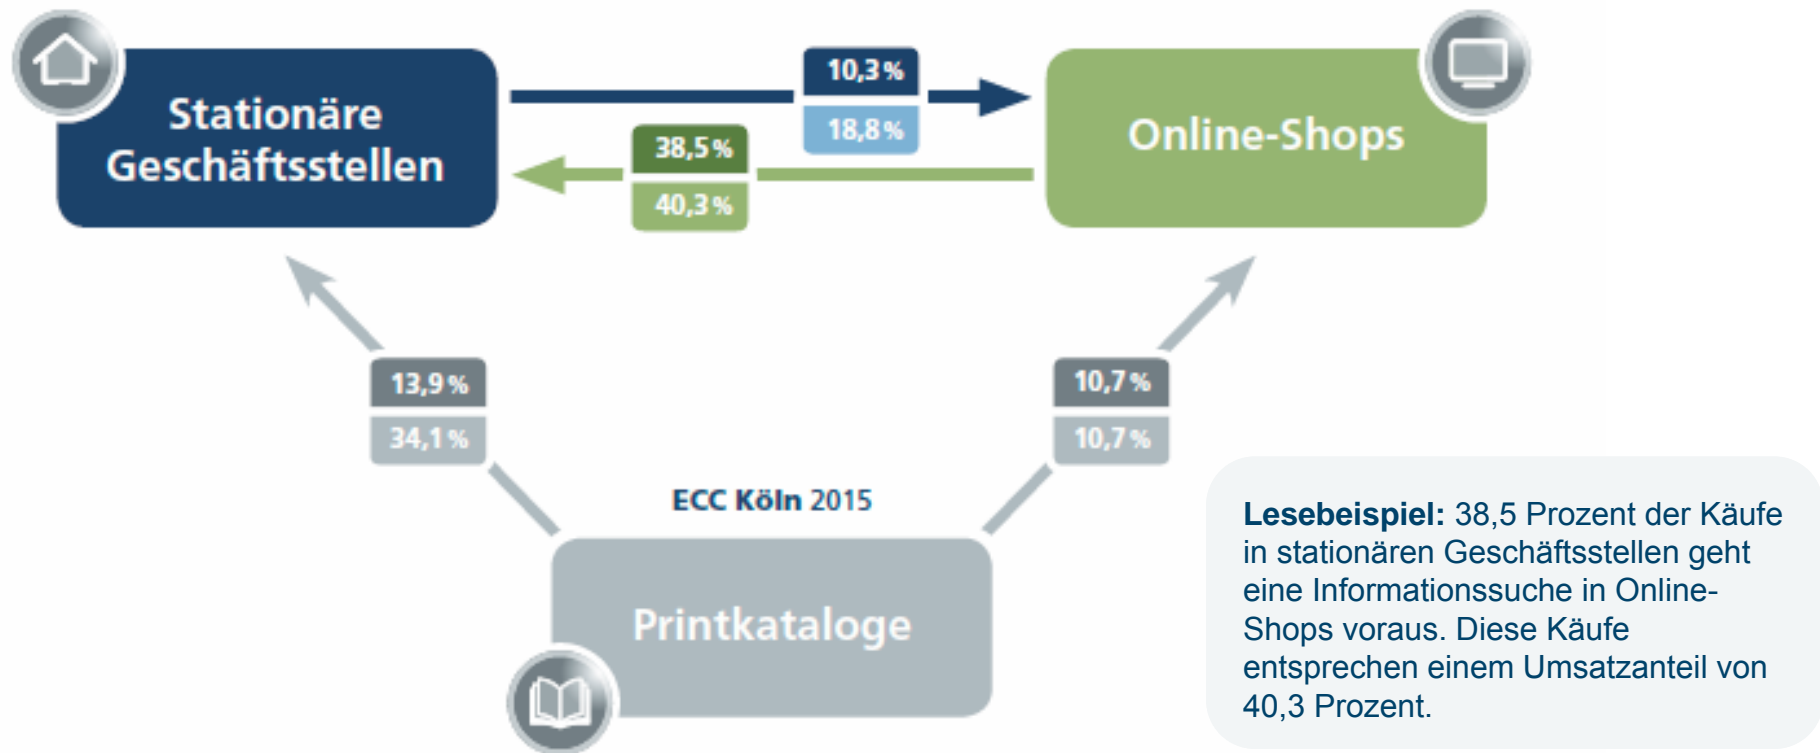 Stationäre
Geschäftsstellen
10,3 %
18,8 %
38,5 %
40,3 %
Online-Shops
13,9 %
34,1 %
10,7 %
10,7 %
ECC Köln 2015
Printkataloge
Lesebeispiel: 38,5 Prozent der Käufe
in stationären Geschäftsstellen geht
eine Informationssuche in Online-
Shops voraus. Diese Käufe
entsprechen einem Umsatzanteil von
40,3 Prozent.